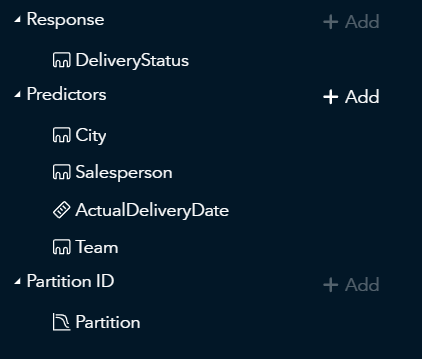 Response + Add
DeliveryStatus
Predictors + Add
City
Salesperson
ActualDeliveryDate
Team
Partition ID + Add
Partition